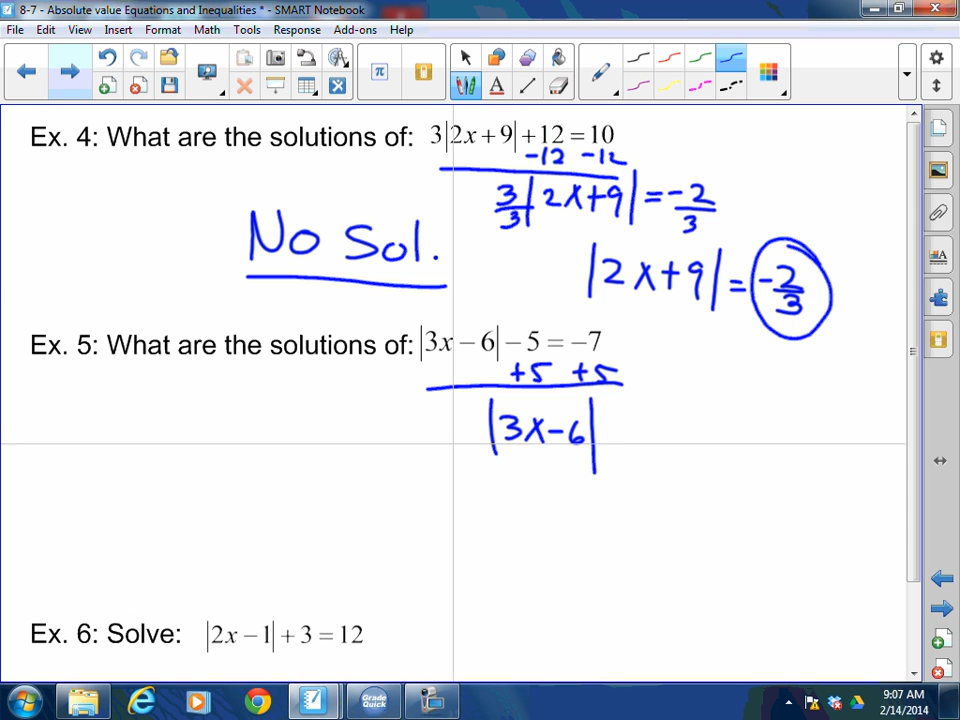 8-7 - Absolute value Equations and Inequalities * - SMART Notebook
File Edit View Insert Format Math Tools Response Add-ons Help
Ex. 4: What are the solutions of: 3|2x+9|+12=10
-12 -12
3/3|2x+9|=-2/3
No Sol.
|2x+9|=-2/3
Ex. 5: What are the solutions of: |3x-6|-5=-7
+5 +5
|3x-6|
Ex. 6: Solve: |2x-1|+3=12
Grade Quick
9:07 AM
2/14/2014